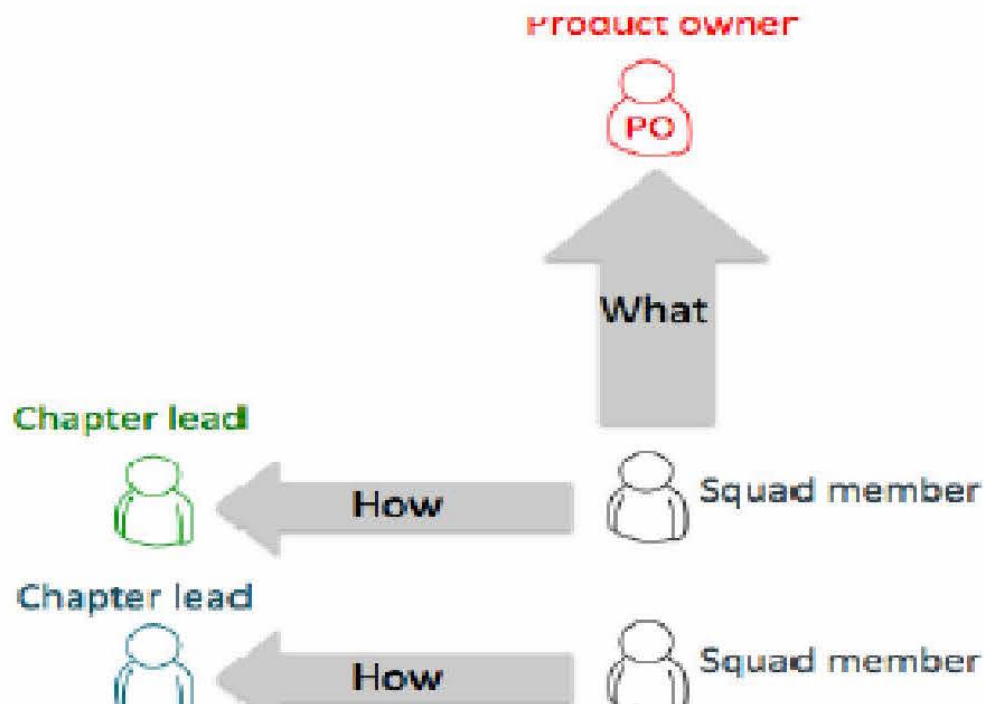 Product owner
PO
What
Chapter lead
How
Squad member
Chapter lead
How
Squad member